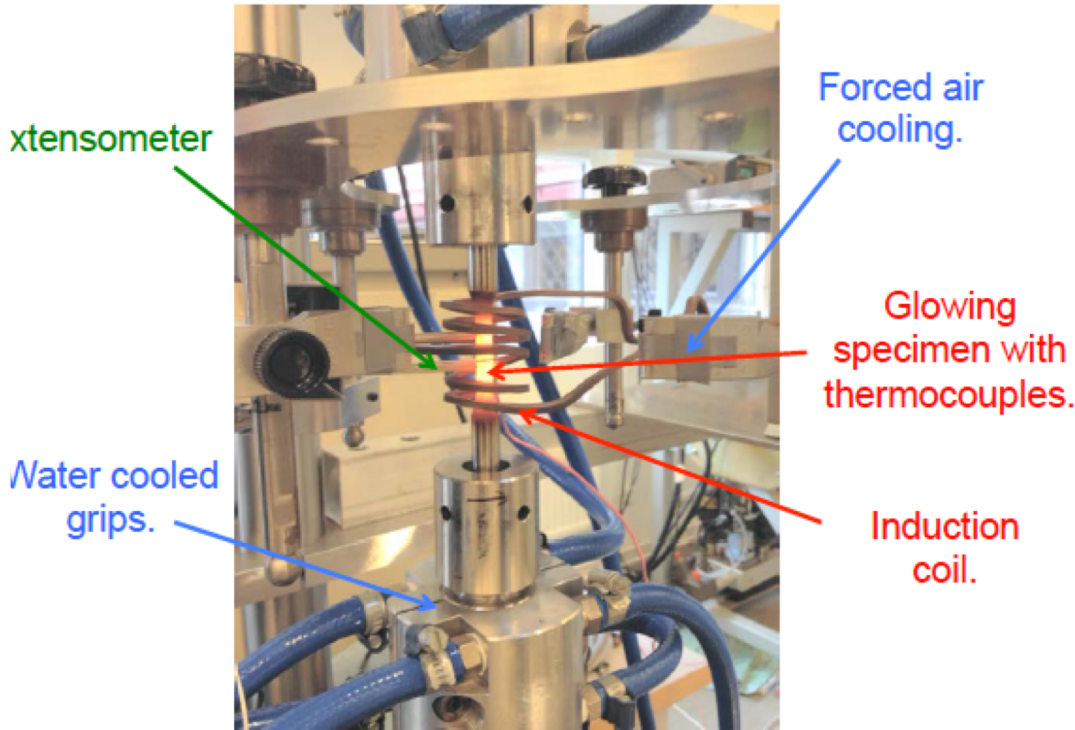 xtensometer
Forced air
cooling.
Glowing
specimen with
thermocouples.
Water cooled
grips.
Induction
coil.